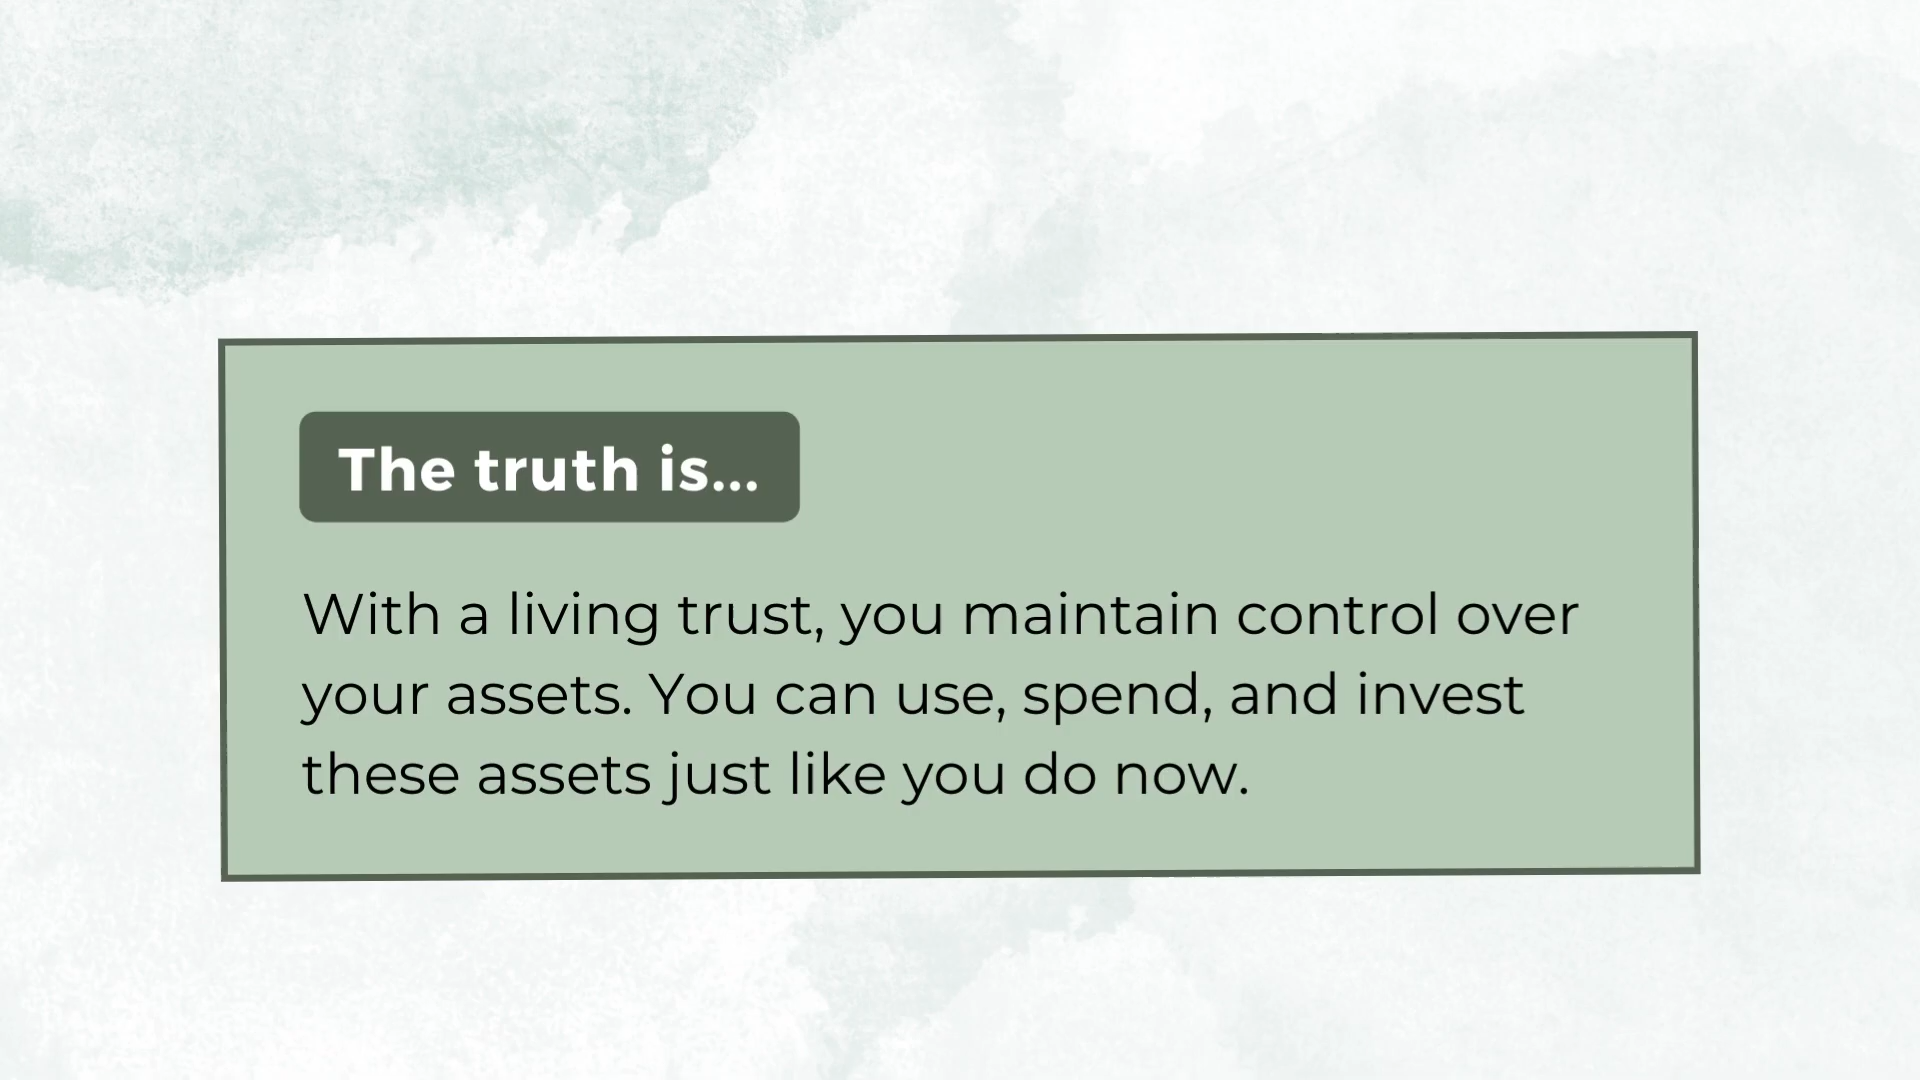 The truth is...
With a living trust, you maintain control over
your assets. You can use, spend, and invest
these assets just like you do now.